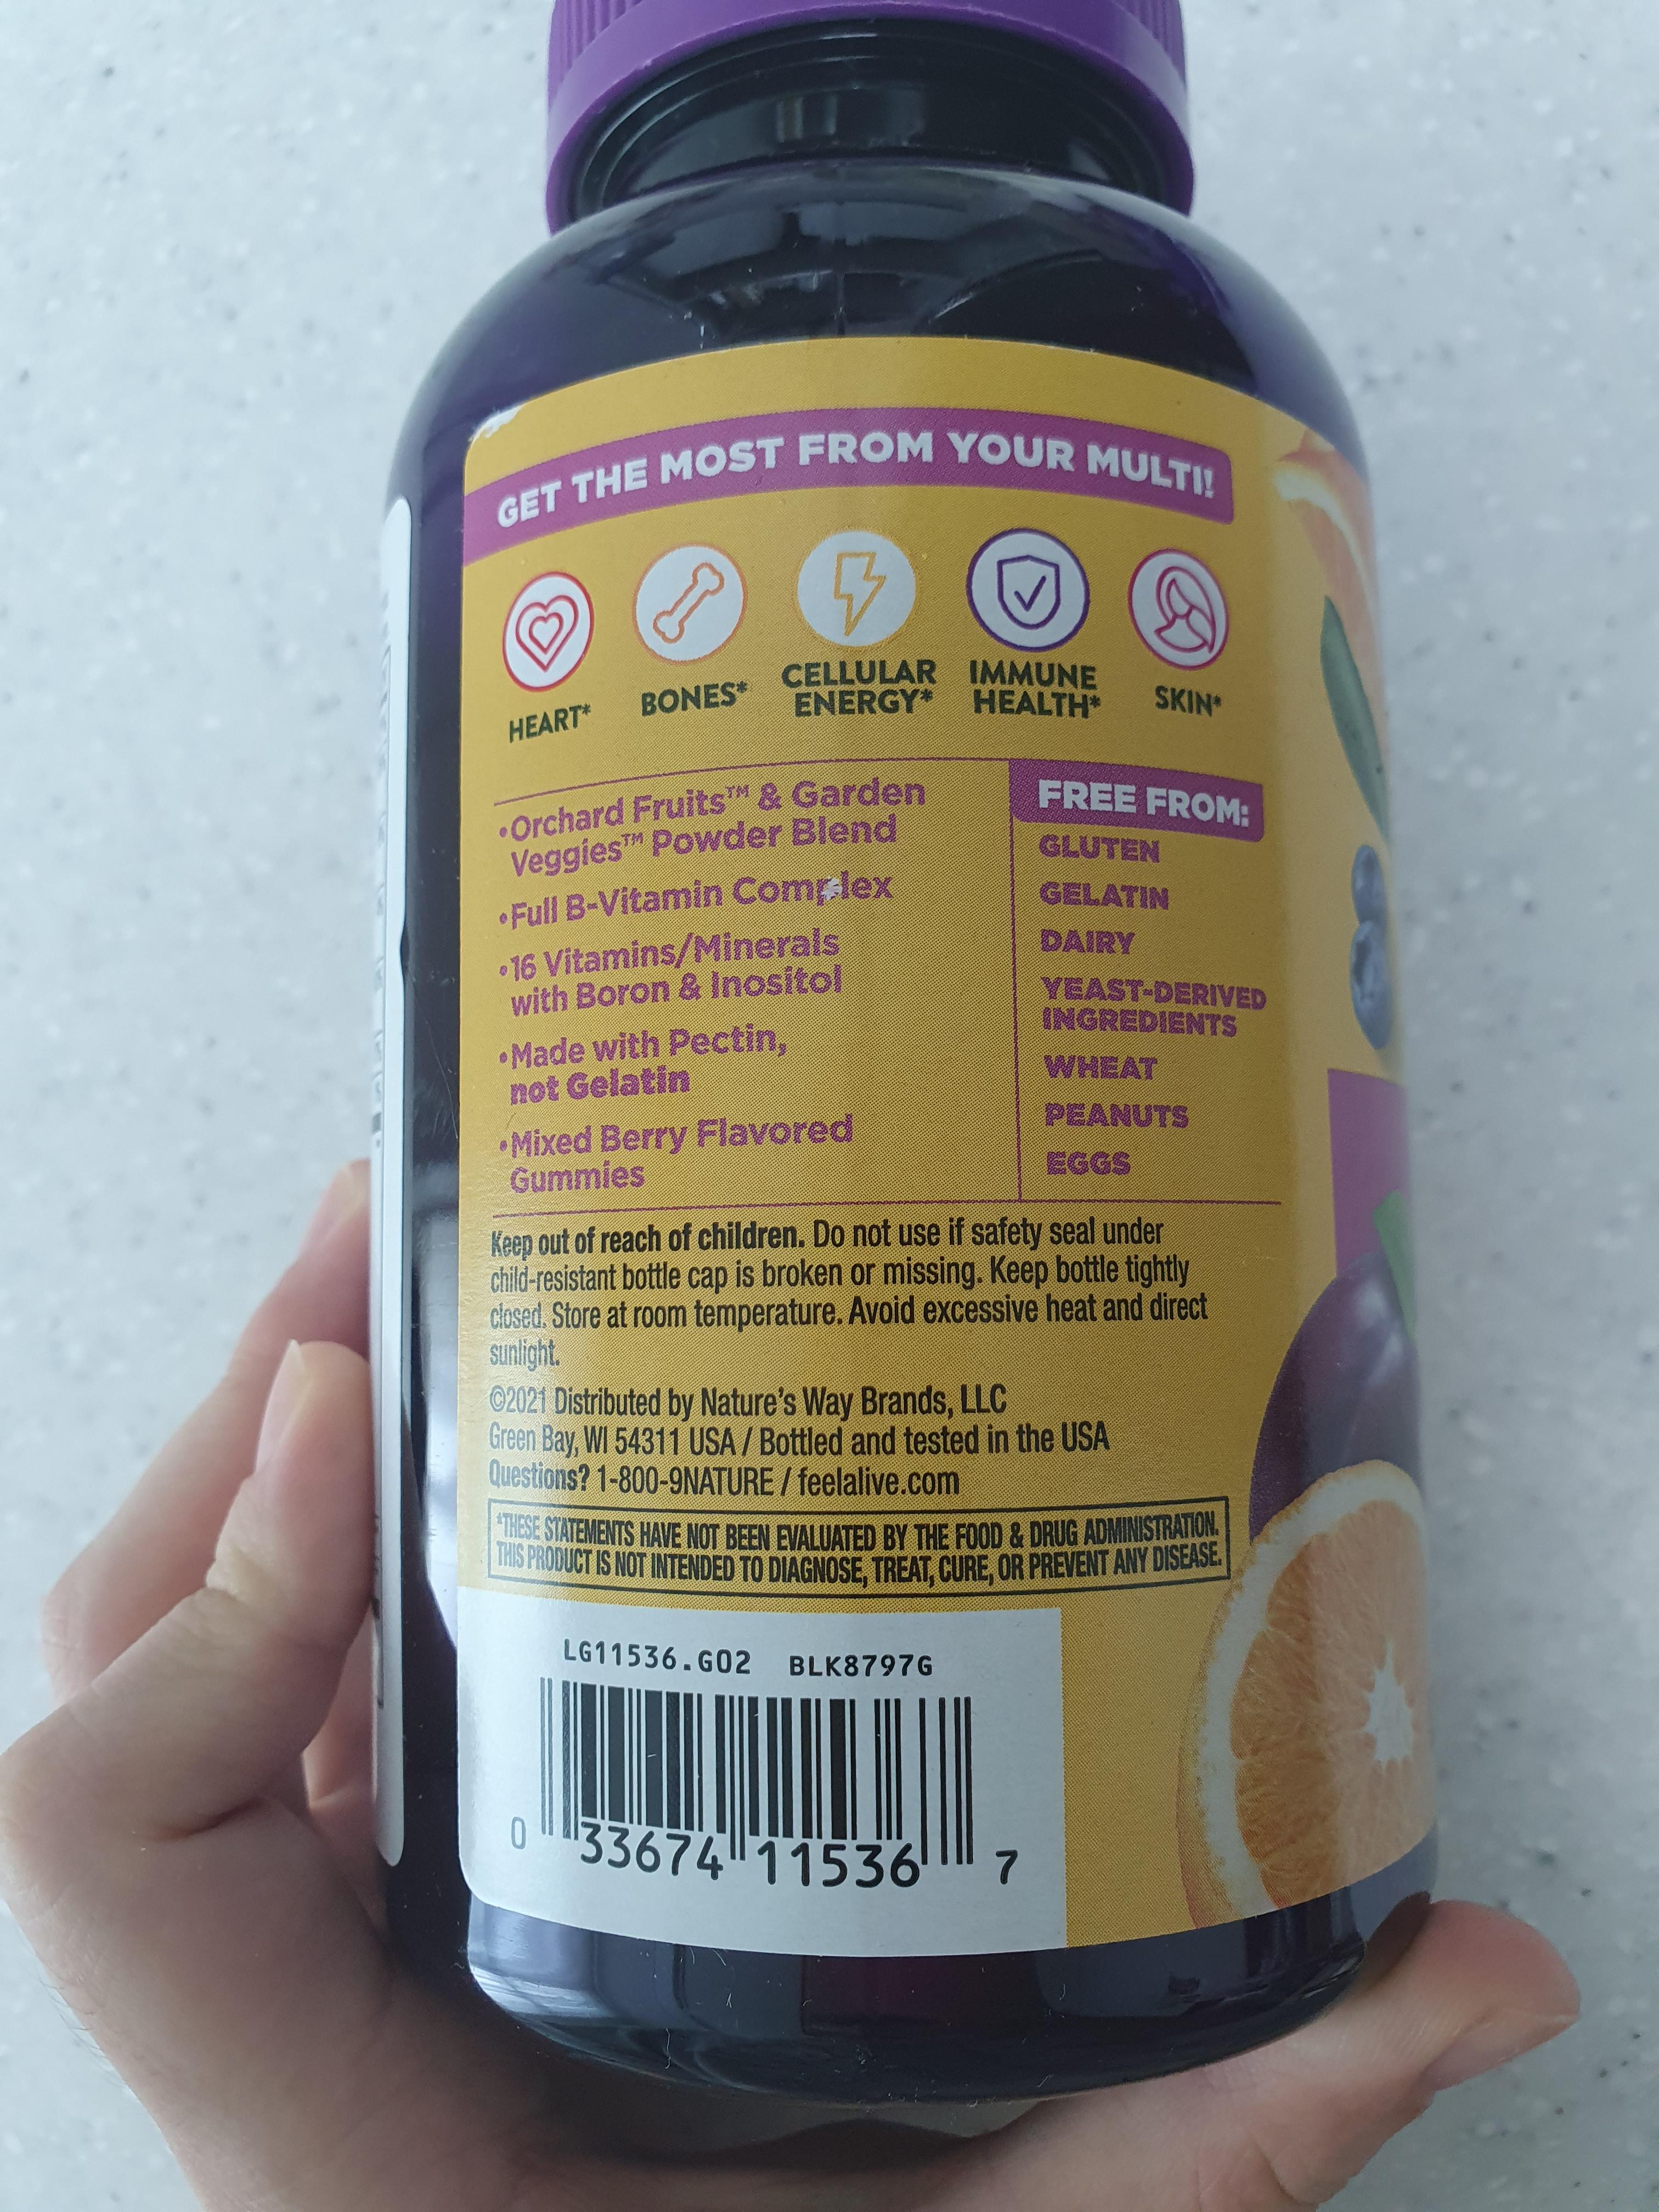 GET THE MOST FROM YOUR MULTI!
HEART*
BONES*
CELLULAR
ENERGY*
IMMUNE
HEALTH*
SKIN*
•Orchard Fruits™ & Garden
Veggies™ Powder Blend
•Full B-Vitamin Complex
•16 Vitamins/Minerals
with Boron & Inositol
•Made with Pectin,
not Gelatin
•Mixed Berry Flavored
Gummies
FREE FROM:
GLUTEN
GELATIN
DAIRY
YEAST-DERIVED
INGREDIENTS
WHEAT
PEANUTS
EGGS
Keep out of reach of children. Do not use if safety seal under
child-resistant bottle cap is broken or missing. Keep bottle tightly
closed. Store at room temperature. Avoid excessive heat and direct
sunlight.
©2021 Distributed by Nature's Way Brands, LLC
Green Bay, WI 54311 USA / Bottled and tested in the USA
Questions? 1-800-9NATURE / feelalive.com
*THESE STATEMENTS HAVE NOT BEEN EVALUATED BY THE FOOD & DRUG ADMINISTRATION.
THIS PRODUCT IS NOT INTENDED TO DIAGNOSE, TREAT, CURE, OR PREVENT ANY DISEASE.
LG11536.G02 BLK8797G
0 33674 11536 7